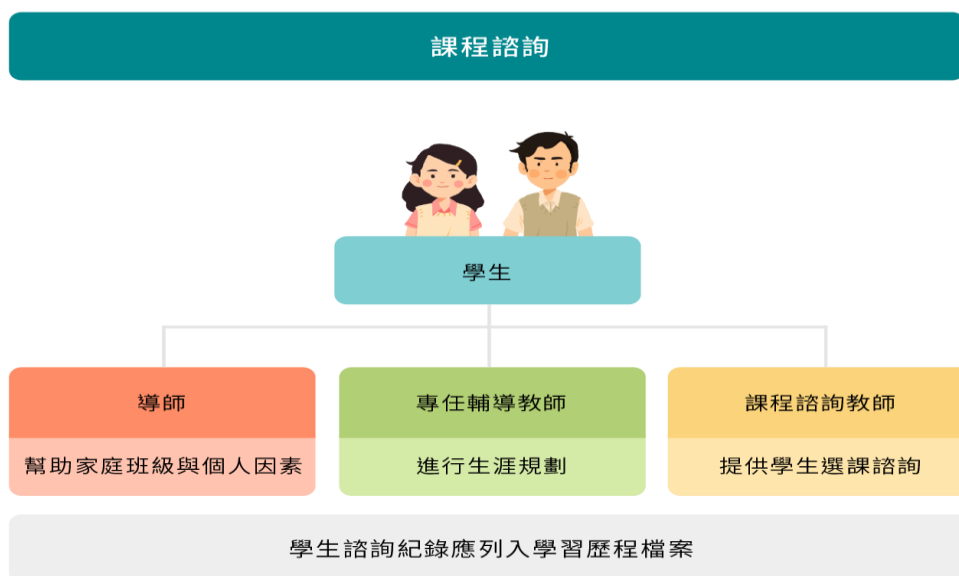 課程諮詢
學生
導師
幫助家庭班級與個人因素
專任輔導教師
進行生涯規劃
課程諮詢教師
提供學生選課諮詢
學生諮詢紀錄應列入學習歷程檔案